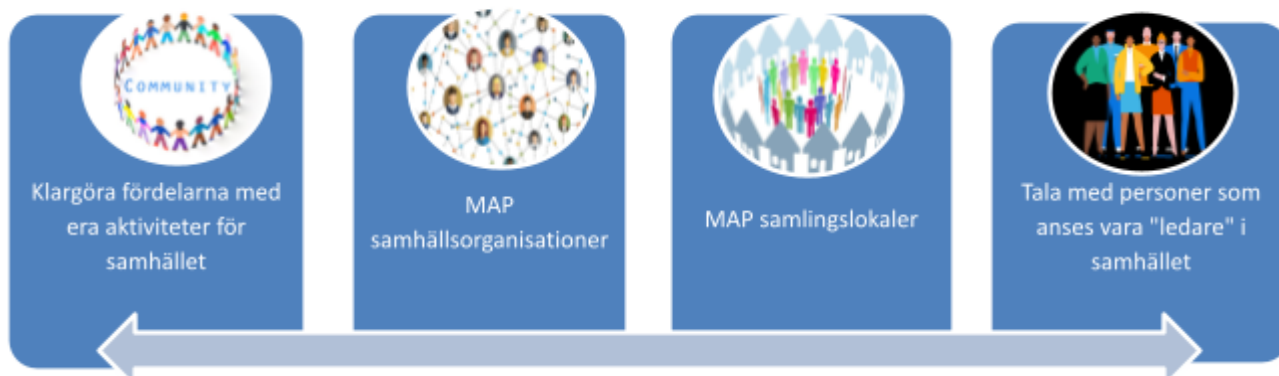 COMMUNITY
Klargöra fördelarna med
era aktiviteter för
samhället
MAP
samhällsorganisationer
MAP samlingslokaler
Tala med personer som
anses vara "ledare" i
samhället